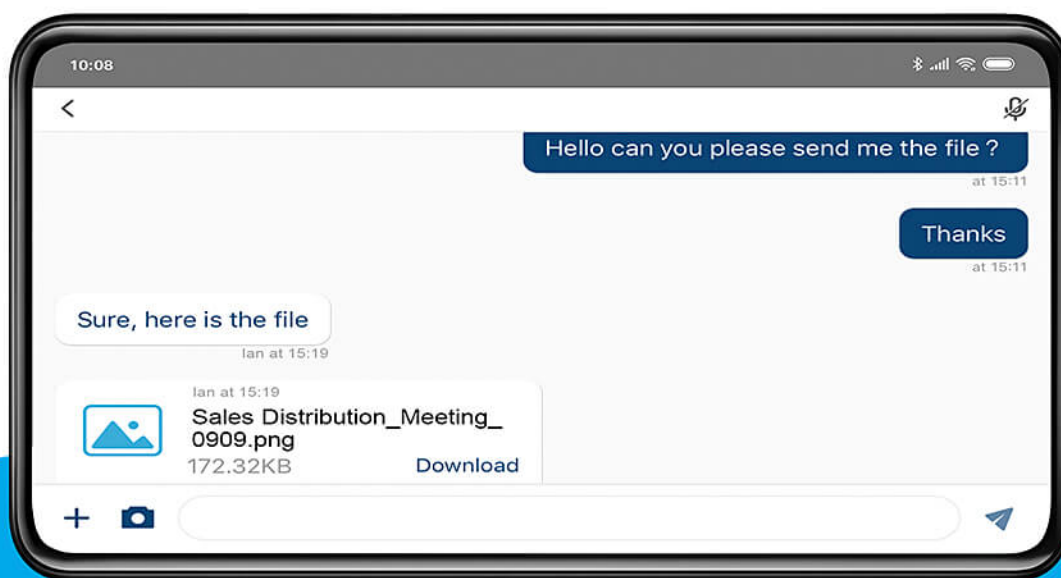 10:08
Hello can you please send me the file ?
at 15:11
Thanks
at 15:11
Sure, here is the file
Ian at 15:19
Ian at 15:19
Sales Distribution_Meeting_
0909.png
172.32KB Download